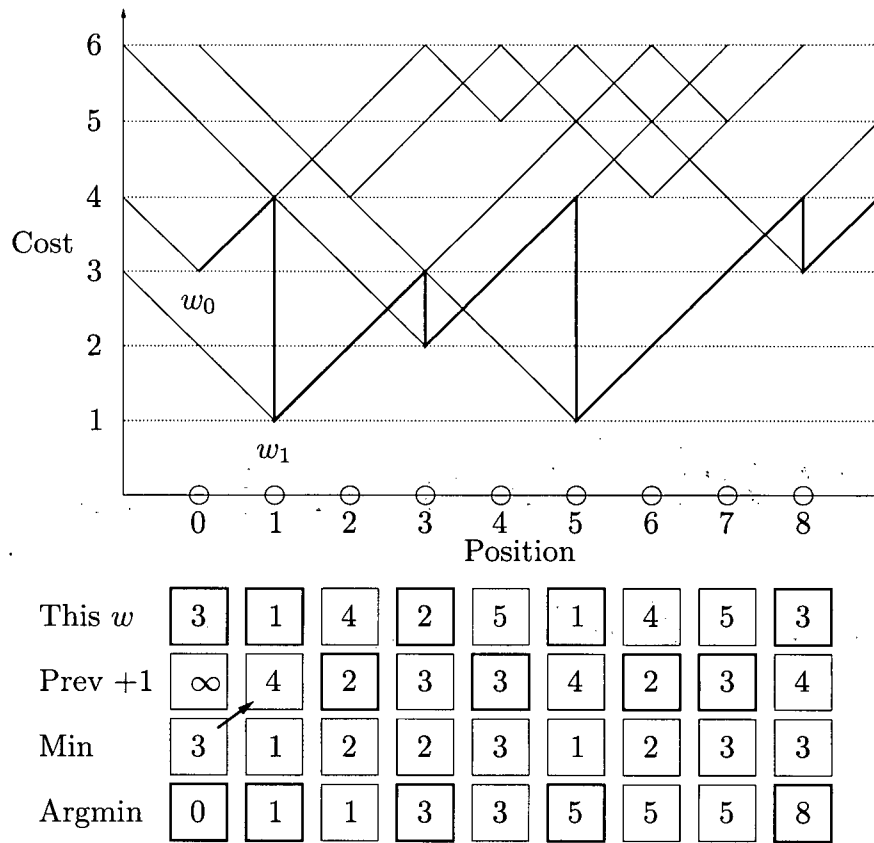 6
5
4
Cost
3
w₀
2
1
w₁
0 1 2 3 4 5 6 7 8
Position
This w 3 1 4 2 5 1 4 5 3
Prev +1 ∞ 4 2 3 3 4 2 3 4
Min 3 1 2 2 3 1 2 3 3
Argmin 0 1 1 3 3 5 5 5 8